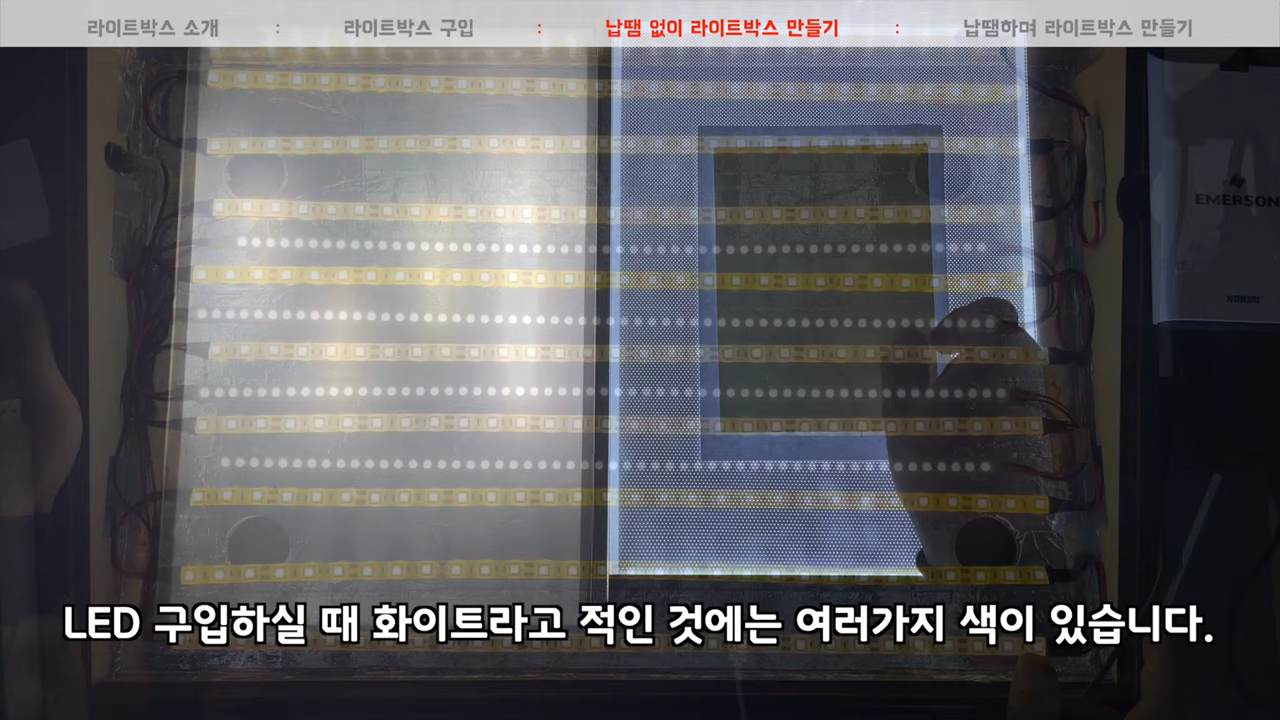 라이트박스 소개 : 라이트박스 구입 : 납땜 없이 라이트박스 만들기 : 납땜하며 라이트박스 만들기
EMERSON
LED 구입하실 때 화이트라고 적인 것에는 여러가지 색이 있습니다.